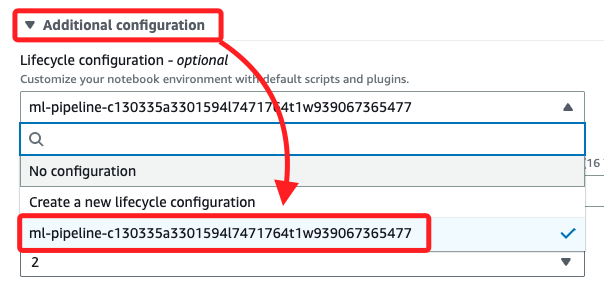 Additional configuration
Lifecycle configuration - optional
Customize your notebook environment with default scripts and plugins.
ml-pipeline-c130335a3301594l7471764t1w939067365477
(16
No configuration
Create a new lifecycle configuration
ml-pipeline-c130335a3301594l7471764t1w939067365477
2